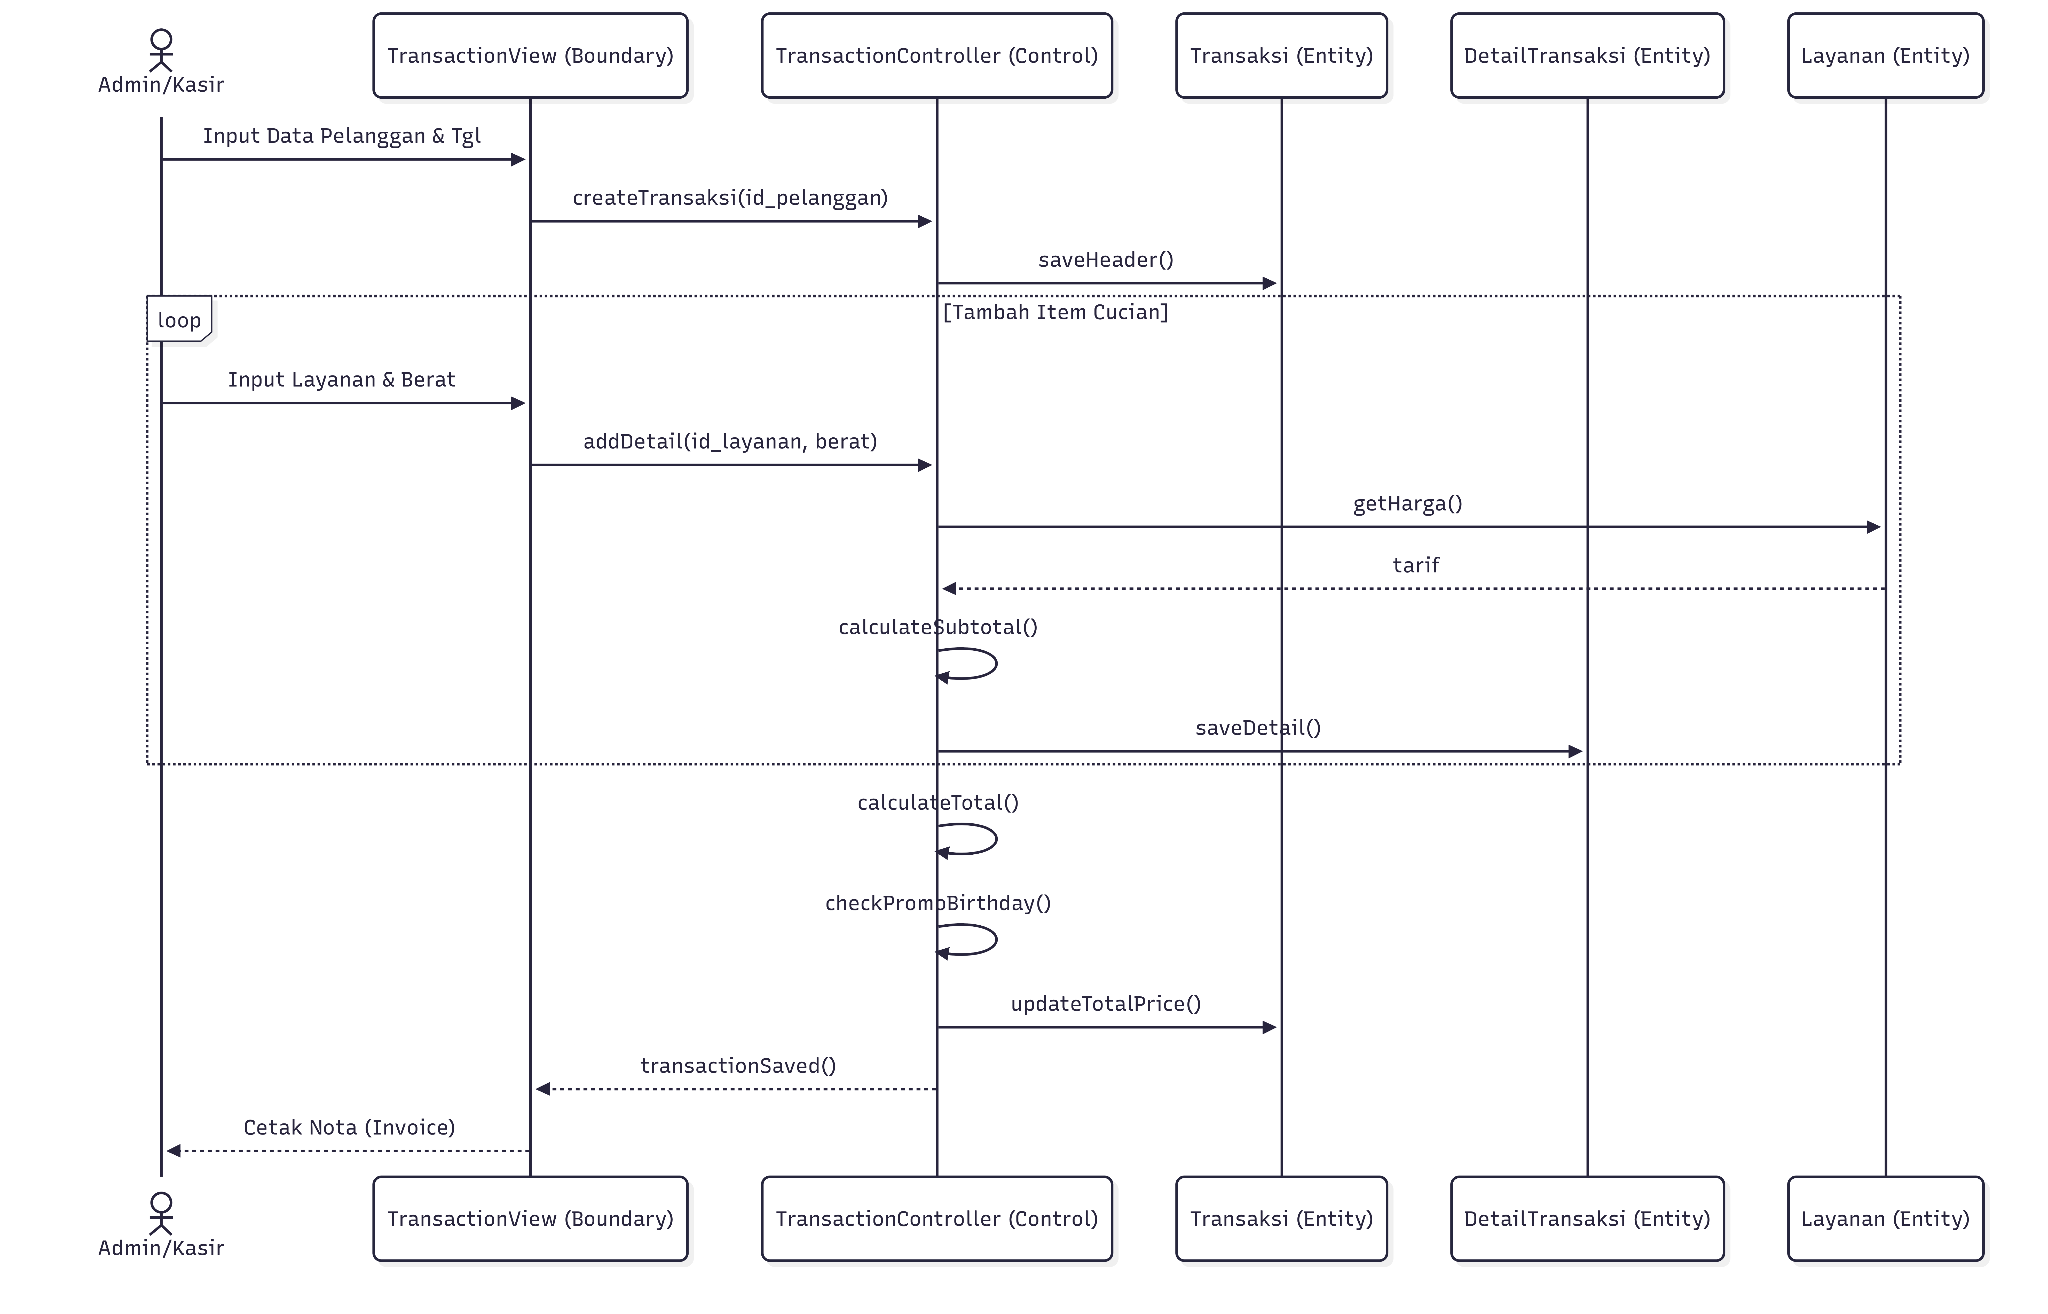 Admin/Kasir
TransactionView (Boundary)
TransactionController (Control)
Transaksi (Entity)
DetailTransaksi (Entity)
Layanan (Entity)
Input Data Pelanggan & Tgl
createTransaksi(id_pelanggan)
saveHeader()
loop
[Tambah Item Cucian]
Input Layanan & Berat
addDetail(id_layanan, berat)
getHarga()
tarif
calculateSubtotal()
saveDetail()
calculateTotal()
checkPromoBirthday()
updateTotalPrice()
transactionSaved()
Cetak Nota (Invoice)
Admin/Kasir
TransactionView (Boundary)
TransactionController (Control)
Transaksi (Entity)
DetailTransaksi (Entity)
Layanan (Entity)